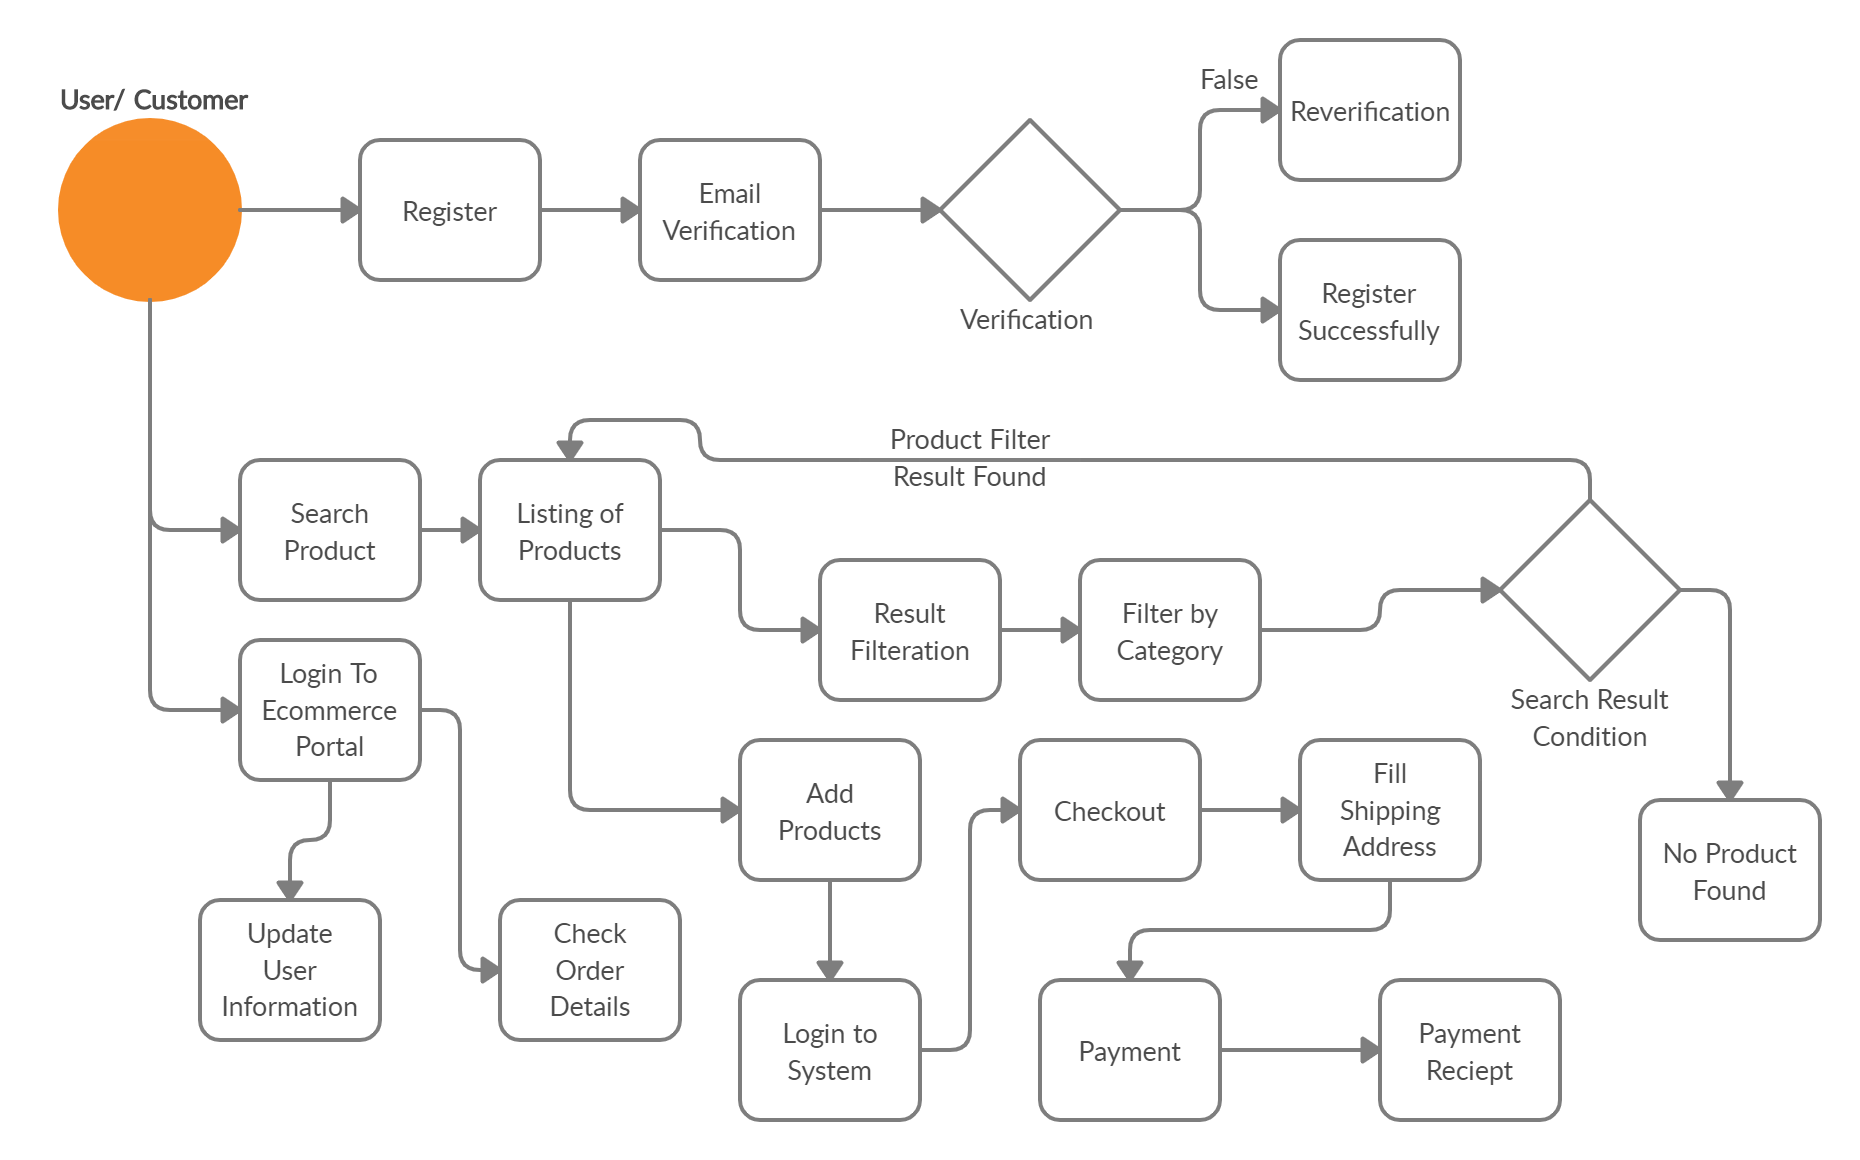 User/ Customer
Register
Email
Verification
Verification
False
Reverification
Register
Successfully
Product Filter
Result Found
Search
Product
Listing of
Products
Result
Filteration
Filter by
Category
Search Result
Condition
No Product
Found
Login To
Ecommerce
Portal
Update
User
Information
Check
Order
Details
Add
Products
Login to
System
Checkout
Fill
Shipping
Address
Payment
Payment
Reciept